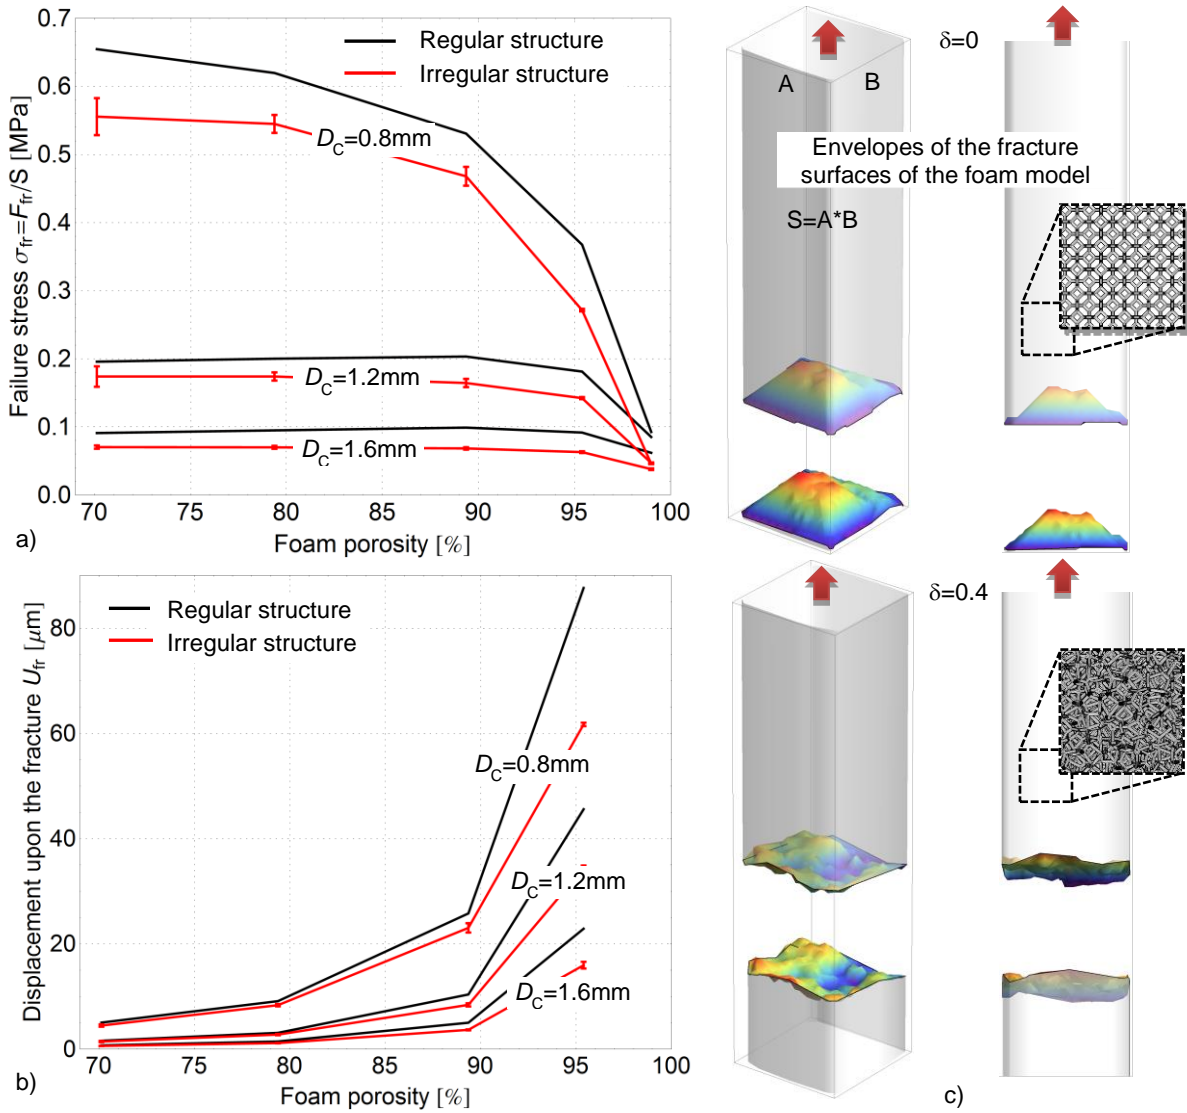 0.7
0.6
0.5
0.4
0.3
0.2
0.1
0.0
Failure stress σfr=Ffr/S [MPa]
Regular structure
Irregular structure
DC=0.8mm
DC=1.2mm
DC=1.6mm
70 75 80 85 90 95 100
a)
Foam porosity [%]
80
60
40
20
0
Displacement upon the fracture Ufr [μm]
Regular structure
Irregular structure
DC=0.8mm
DC=1.2mm
DC=1.6mm
70 75 80 85 90 95 100
b)
Foam porosity [%]
δ=0
A B
Envelopes of the fracture
surfaces of the foam model
S=A*B
δ=0.4
c)